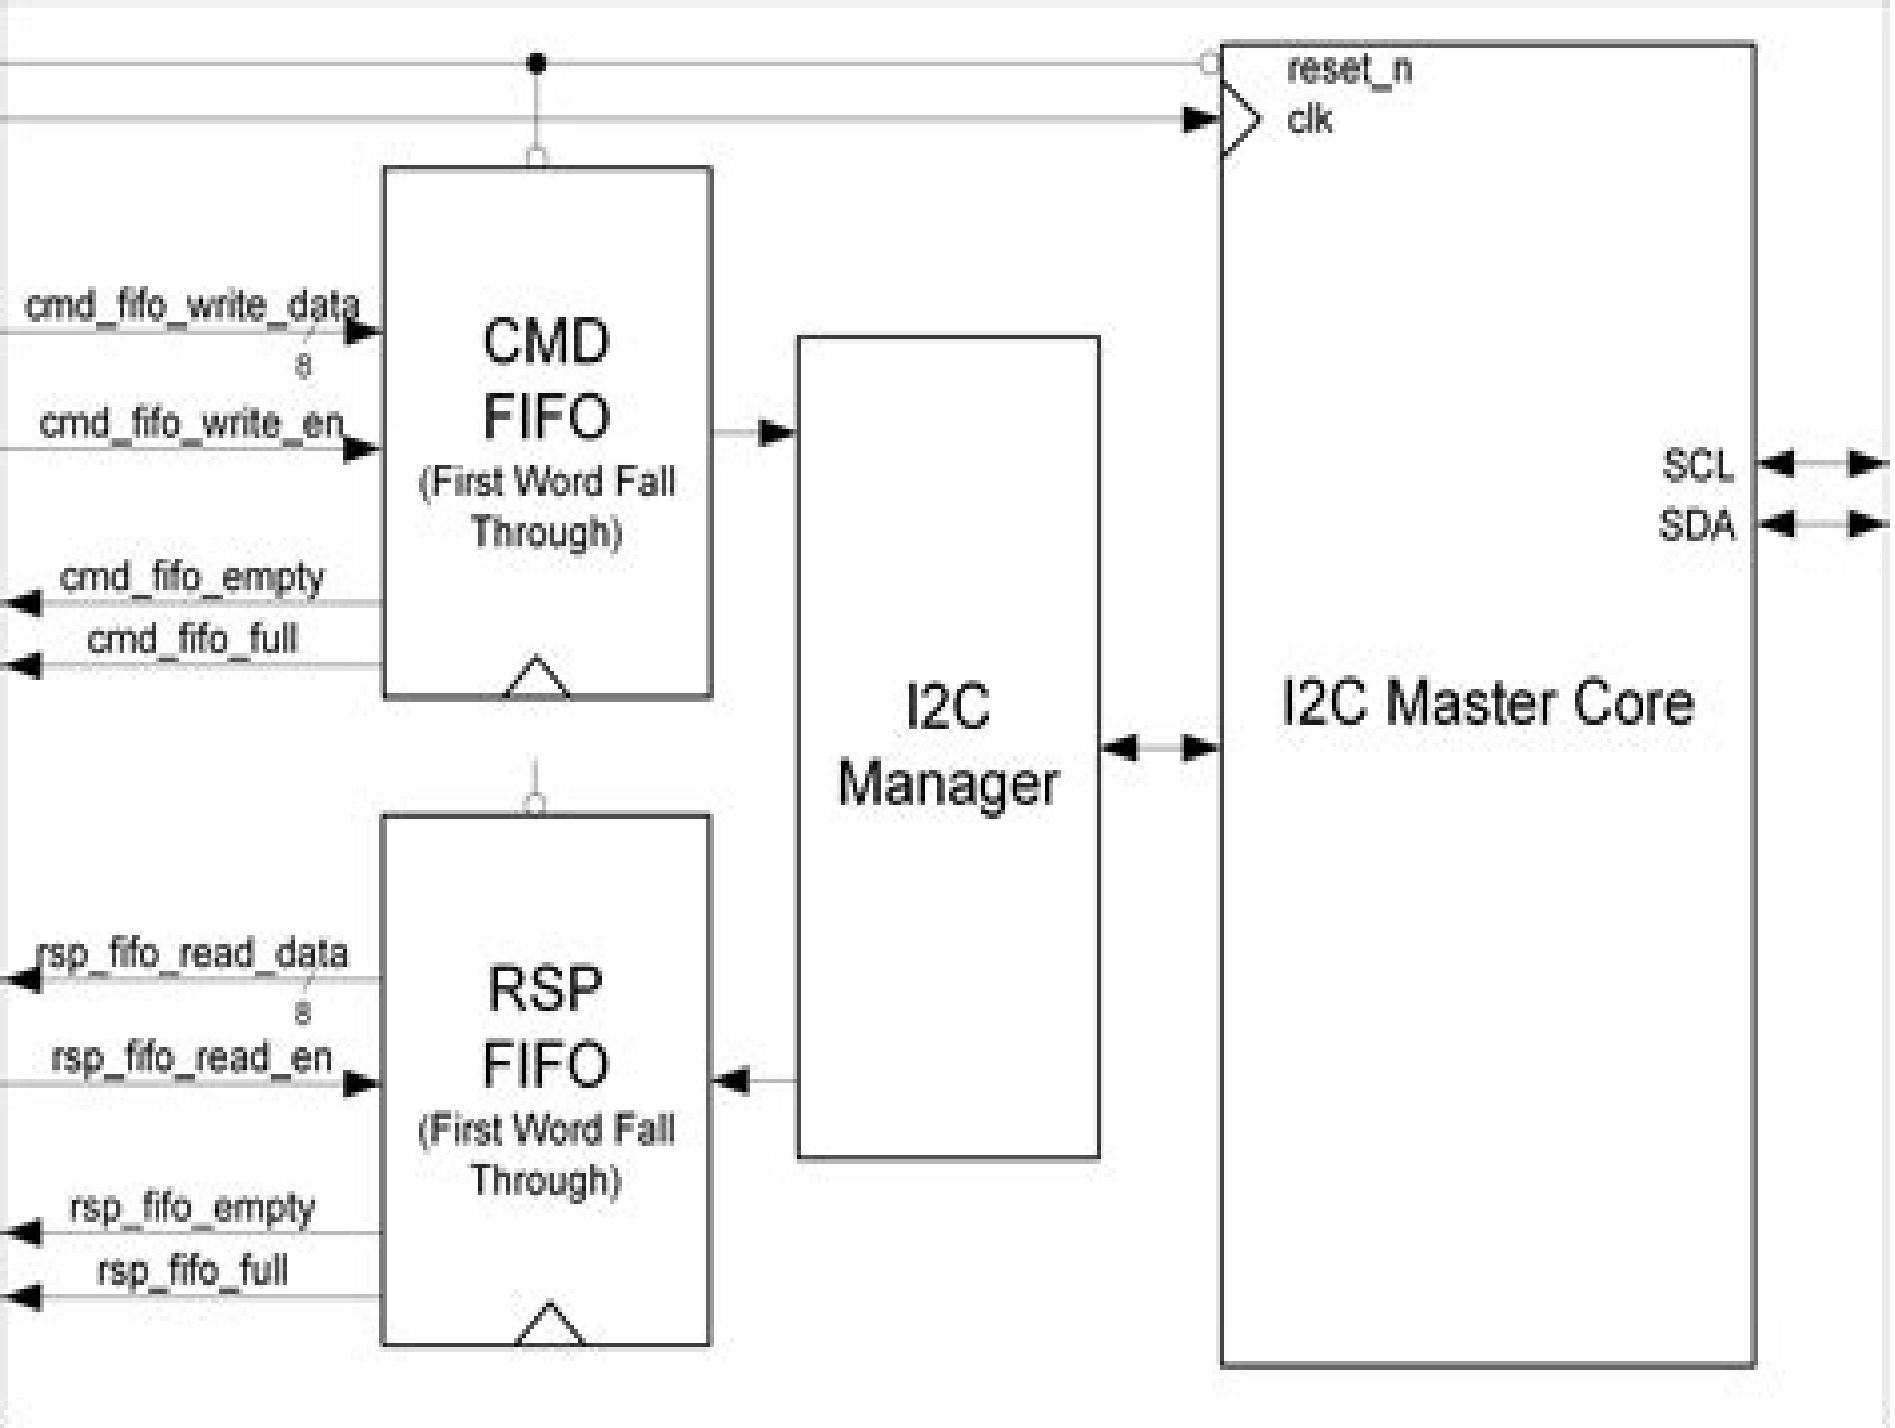 reset_n
clk
cmd_fifo_write_data
8
cmd_fifo_write_en
cmd_fifo_empty
cmd_fifo_full
CMD
FIFO
(First Word Fall
Through)
rsp_fifo_read_data
8
rsp_fifo_read_en
rsp_fifo_empty
rsp_fifo_full
RSP
FIFO
(First Word Fall
Through)
I2C
Manager
I2C Master Core
SCL
SDA